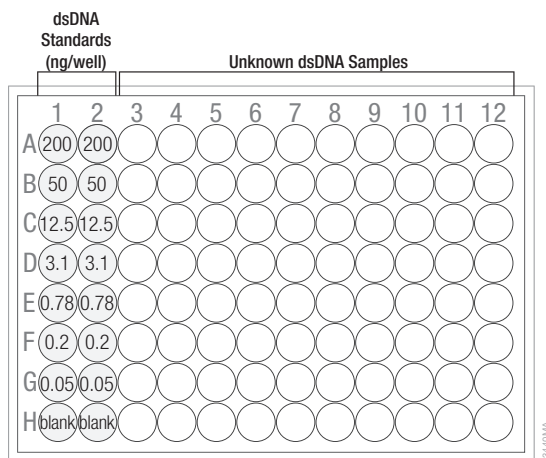 dsDNA
Standards
(ng/well)
Unknown dsDNA Samples
1 2 3 4 5 6 7 8 9 10 11 12
A 200 200
B 50 50
C 12.5 12.5
D 3.1 3.1
E 0.78 0.78
F 0.2 0.2
G 0.05 0.05
H blank blank